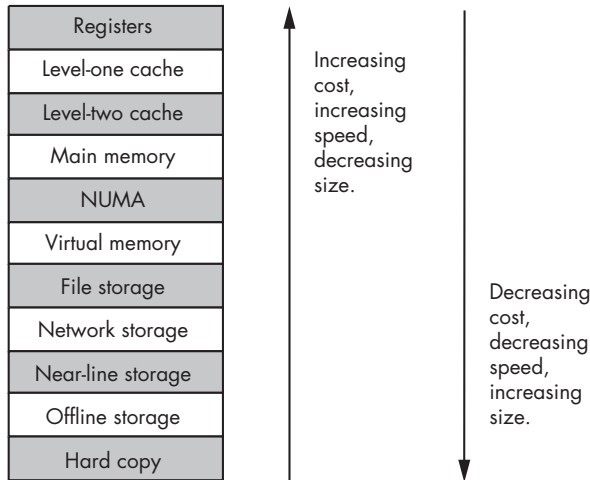 Registers
Level-one cache
Level-two cache
Main memory
NUMA
Virtual memory
File storage
Network storage
Near-line storage
Offline storage
Hard copy
Increasing
cost,
increasing
speed,
decreasing
size.
Decreasing
cost,
decreasing
speed,
increasing
size.